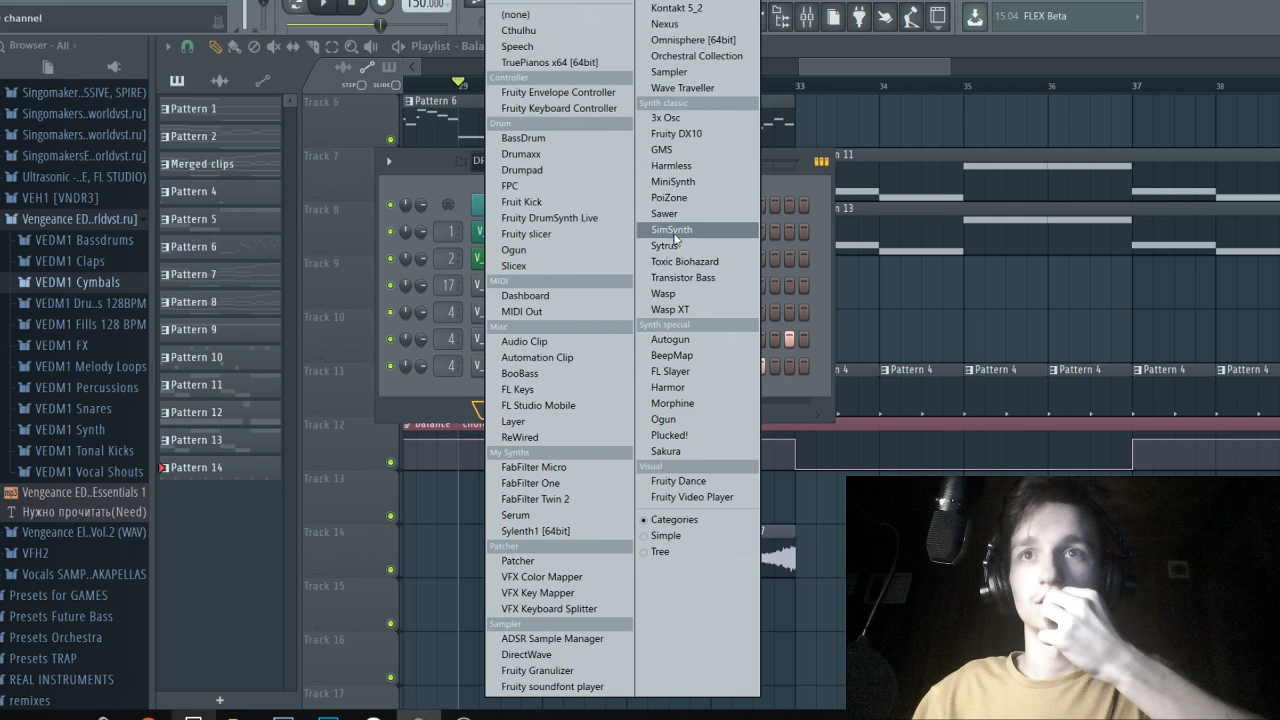 channel
150.000
15:04 FLEX Beta
Browser - All
STEP
SLIDE
Playlist - Bala
29
33
34
35
36
37
38
Singomaker..SSIVE, SPIRE)
Singomakers...worldvst.ru]
Singomakers...worldvst.ru]
SingomakersE..orldvst.ru]
Ultrasonic -..E, FL STUDIO)
VEH1 [VNDR3]
Vengeance ED..rldvst.ru]
VEDM1 Bassdrums
VEDM1 Claps
VEDM1 Cymbals
VEDM1 Dru..s 128BPM
VEDM1 Fills 128 BPM
VEDM1 FX
VEDM1 Melody Loops
VEDM1 Percussions
VEDM1 Snares
VEDM1 Synth
VEDM1 Tonal Kicks
VEDM1 Vocal Shouts
Vengeance ED..Essentials 1
Нужно прочитать(Need)
Vengeance El..Vol.2 (WAV)
VFH2
Vocals SAMP..AKAPELLAS
Presets for GAMES
Presets Future Bass
Presets Orchestra
Presets TRAP
REAL INSTRUMENTS
remixes
Pattern 1
Pattern 2
Merged clips
Pattern 4
Pattern 5
Pattern 6
Pattern 7
Pattern 8
Pattern 9
Pattern 10
Pattern 11
Pattern 12
Pattern 13
Pattern 14
Track 6
Track 7
Track 8
Track 9
Track 10
Track 11
Track 12
Track 13
Track 14
Track 15
Track 16
Track 17
Pattern 6
1
2
17
4
4
4
(none)
Cthulhu
Speech
TruePianos x64 [64bit]
Controller
Fruity Envelope Controller
Fruity Keyboard Controller
Drum
BassDrum
Drumaxx
Drumpad
FPC
Fruit Kick
Fruity DrumSynth Live
Fruity slicer
Ogun
Slicex
MIDI
Dashboard
MIDI Out
Misc
Audio Clip
Automation Clip
BooBass
FL Keys
FL Studio Mobile
Layer
ReWired
My Synths
FabFilter Micro
FabFilter One
FabFilter Twin 2
Serum
Sylenth1 [64bit]
Patcher
Patcher
VFX Color Mapper
VFX Key Mapper
VFX Keyboard Splitter
Sampler
ADSR Sample Manager
DirectWave
Fruity Granulizer
Fruity soundfont player
Kontakt 5_2
Nexus
Omnisphere [64bit]
Orchestral Collection
Sampler
Wave Traveller
Synth classic
3x Osc
Fruity DX10
GMS
Harmless
MiniSynth
PoiZone
Sawer
SimSynth
Sytrus
Toxic Biohazard
Transistor Bass
Wasp
Wasp XT
Synth special
Autogun
BeepMap
FL Slayer
Harmor
Morphine
Ogun
Plucked!
Sakura
Visual
Fruity Dance
Fruity Video Player
Categories
Simple
Tree
n 11
n 13
n 4
Pattern 4
Pattern 4
Pattern 4
Pattern 4